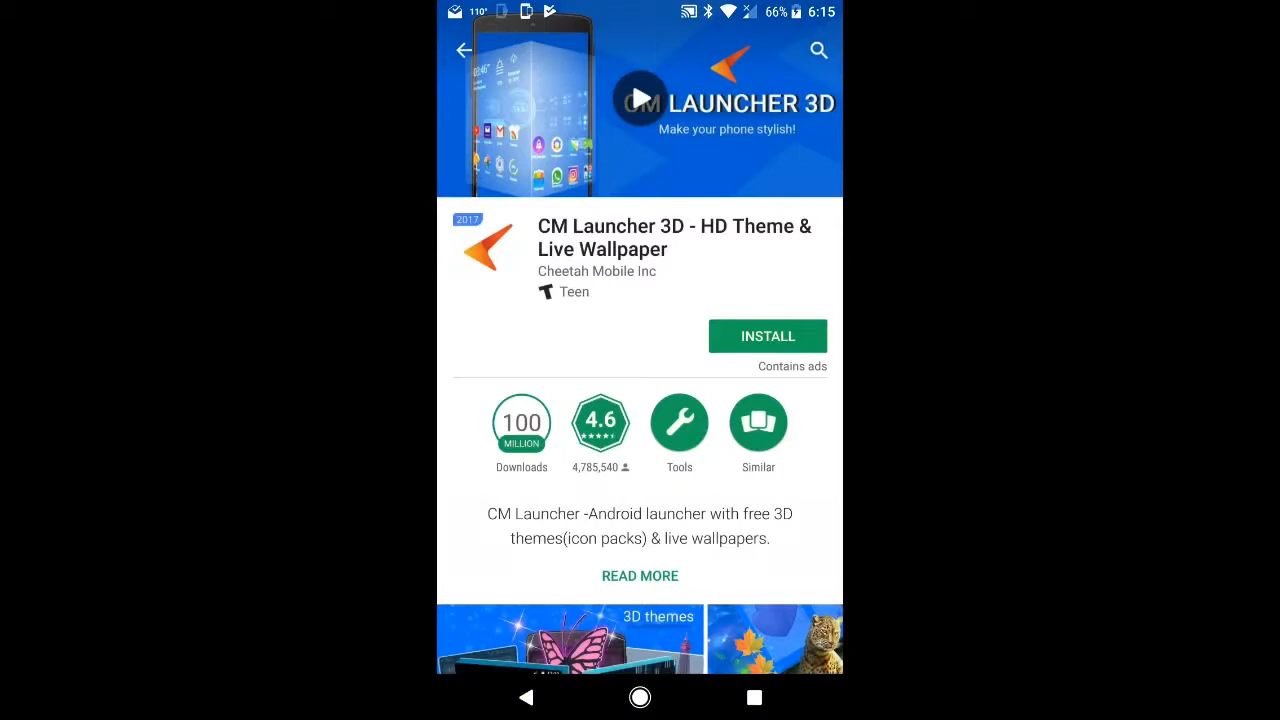 110°
66%
6:15
CM LAUNCHER 3D
Make your phone stylish!
2017
CM Launcher 3D - HD Theme &
Live Wallpaper
Cheetah Mobile Inc
Teen
INSTALL
Contains ads
100
MILLION
4.6
Downloads
4,785,540
Tools
Similar
CM Launcher -Android launcher with free 3D
themes(icon packs) & live wallpapers.
READ MORE
3D themes